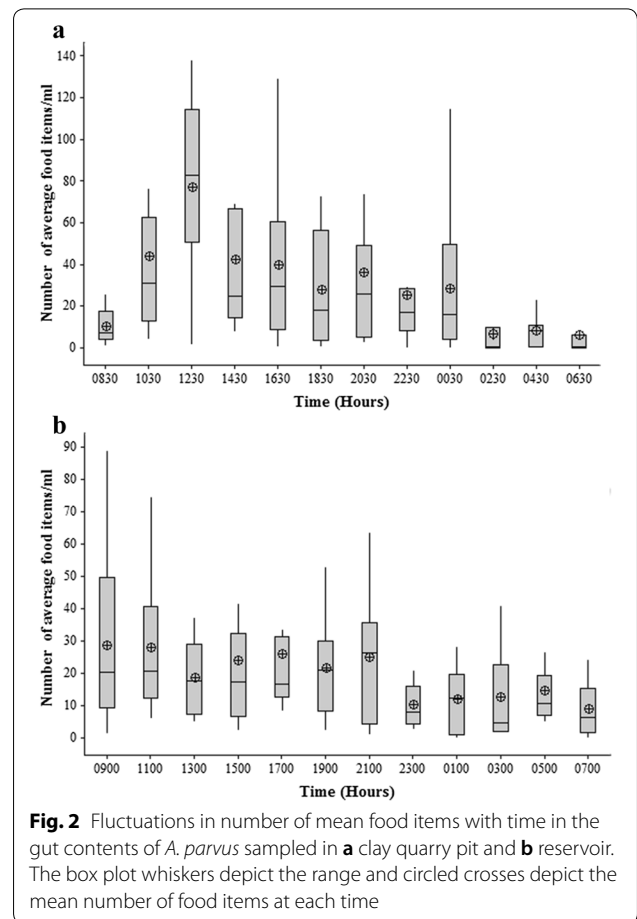 a
Number of average food items/ml
140
120
100
80
60
40
20
0
0830 1030 1230 1430 1630 1830 2030 2230 0030 0230 0430 0630
Time (Hours)
b
Number of average food items/ml
90
80
70
60
50
40
30
20
10
0
0900 1100 1300 1500 1700 1900 2100 2300 0100 0300 0500 0700
Time (Hours)
Fig. 2 Fluctuations in number of mean food items with time in the
gut contents of A. parvus sampled in a clay quarry pit and b reservoir.
The box plot whiskers depict the range and circled crosses depict the
mean number of food items at each time